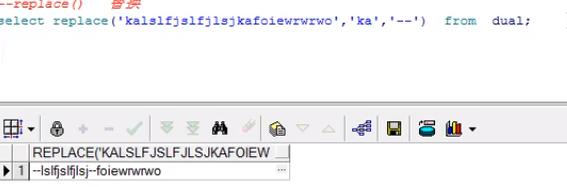 --replace() 替换
select replace('kalslfjslfjlsjkafoiewrwrwo','ka','--') from dual;
REPLACE('KALSLFJSLFJLSJKAFOIEW
1 --lslfjslfjlsj--foiewrwrwo ...